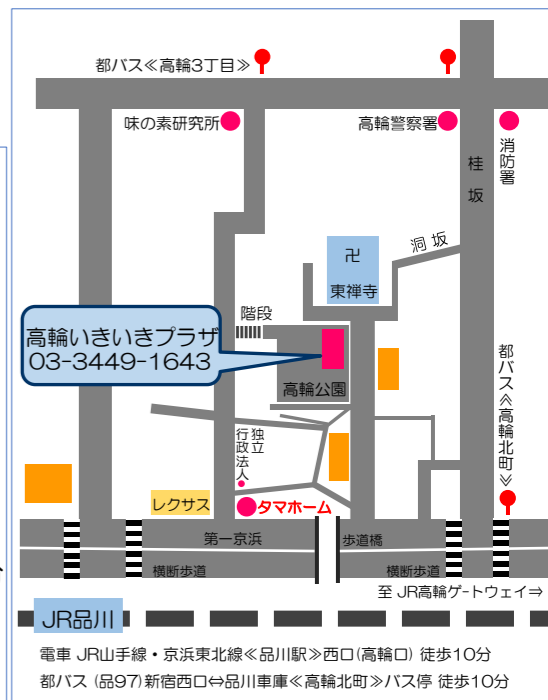 都バス≪高輪3丁目≫
味の素研究所
高輪警察署
消防署
桂坂
洞坂
卍
東禅寺
階段
高輪いきいきプラザ
03-3449-1643
高輪公園
都バス≪高輪北町≫
独立
行政法人
レクサス
タマホーム
第一京浜
歩道橋
横断歩道
横断歩道
至 JR高輪ゲートウェイ⇒
JR品川
電車 JR山手線・京浜東北線≪品川駅≫西口(高輪口) 徒歩10分
都バス (品97)新宿西口⇔品川車庫≪高輪北町≫バス停 徒歩10分